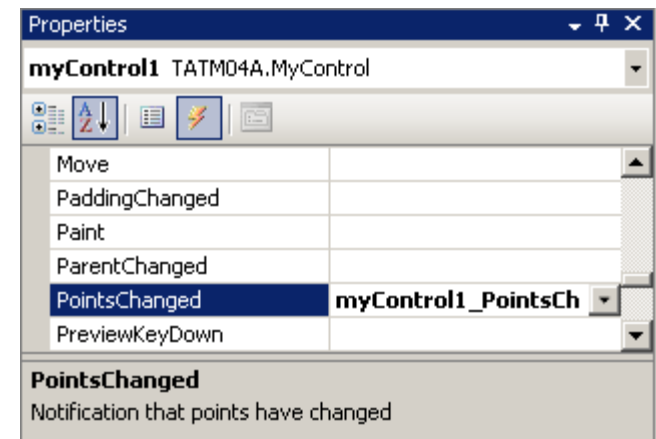 Properties
myControl1 TATM04A.MyControl
Move
PaddingChanged
Paint
ParentChanged
PointsChanged myControl1_PointsCh
PreviewKeyDown
PointsChanged
Notification that points have changed